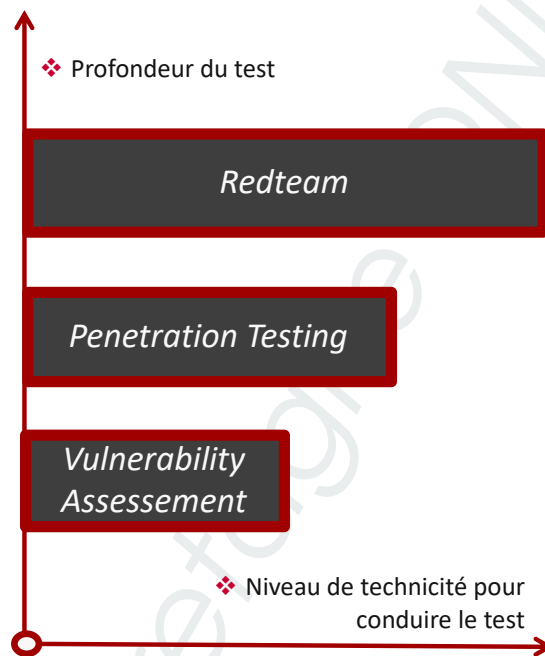 ❖ Profondeur du test
Redteam
Penetration Testing
Vulnerability
Assessement
❖ Niveau de technicité pour
conduire le test